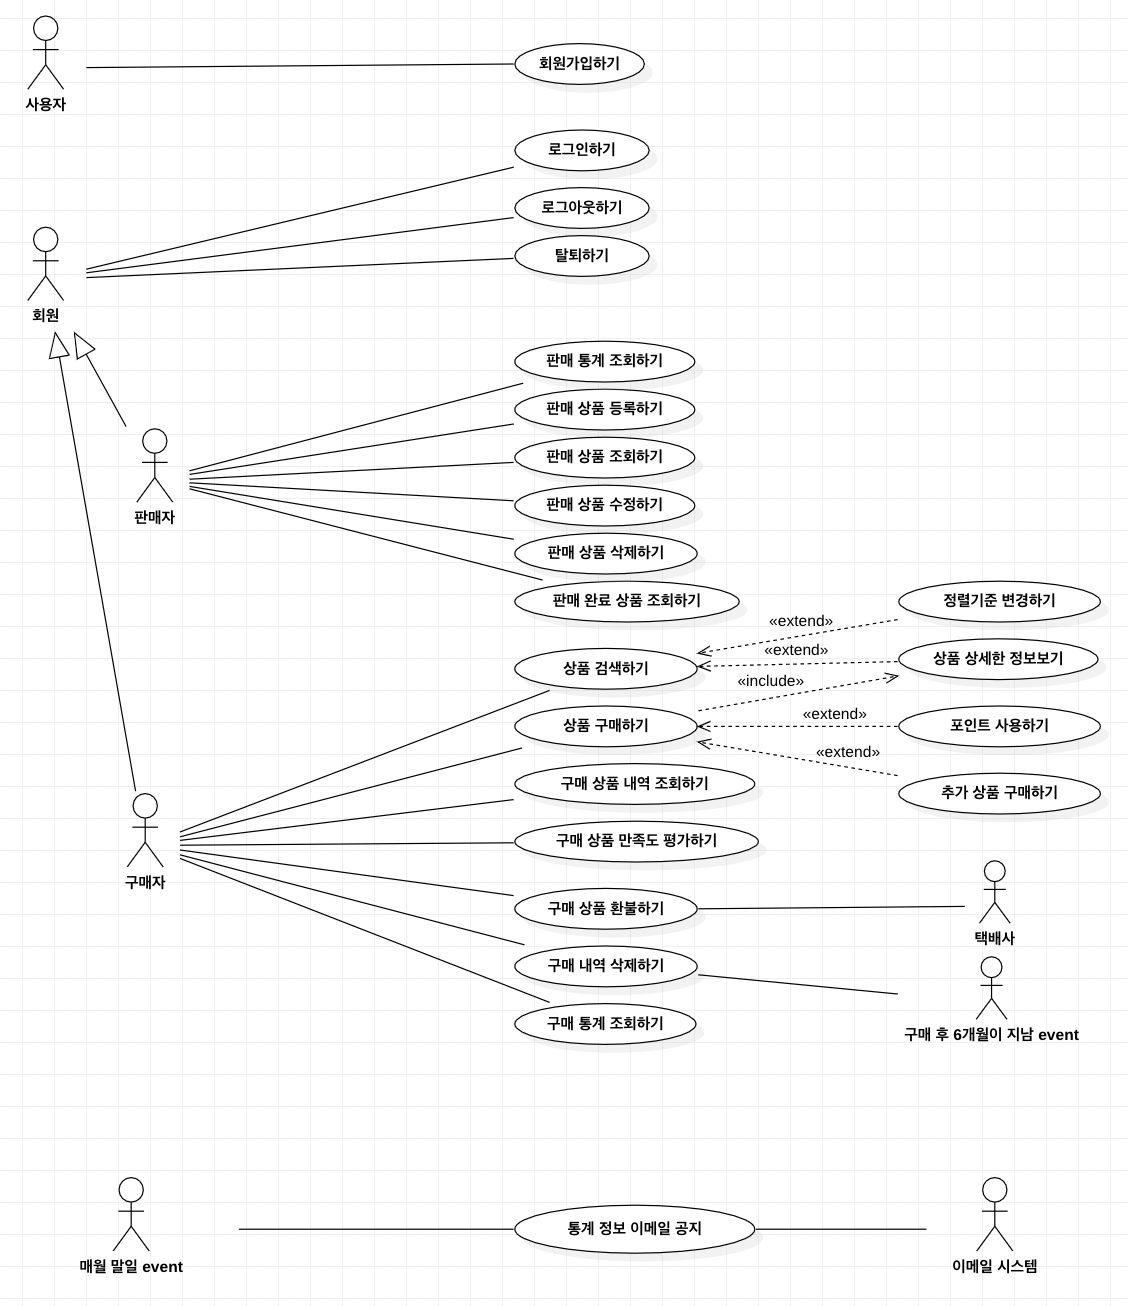 사용자
회원가입하기
로그인하기
로그아웃하기
탈퇴하기
회원
판매 통계 조회하기
판매 상품 등록하기
판매 상품 조회하기
판매 상품 수정하기
판매자
판매 상품 삭제하기
판매 완료 상품 조회하기
정렬기준 변경하기
«extend»
상품 검색하기
«extend»
상품 상세한 정보보기
«include»
상품 구매하기
«extend»
포인트 사용하기
«extend»
구매 상품 내역 조회하기
추가 상품 구매하기
구매 상품 만족도 평가하기
구매자
구매 상품 환불하기
택배사
구매 내역 삭제하기
구매 통계 조회하기
구매 후 6개월이 지남 event
통계 정보 이메일 공지
매월 말일 event
이메일 시스템